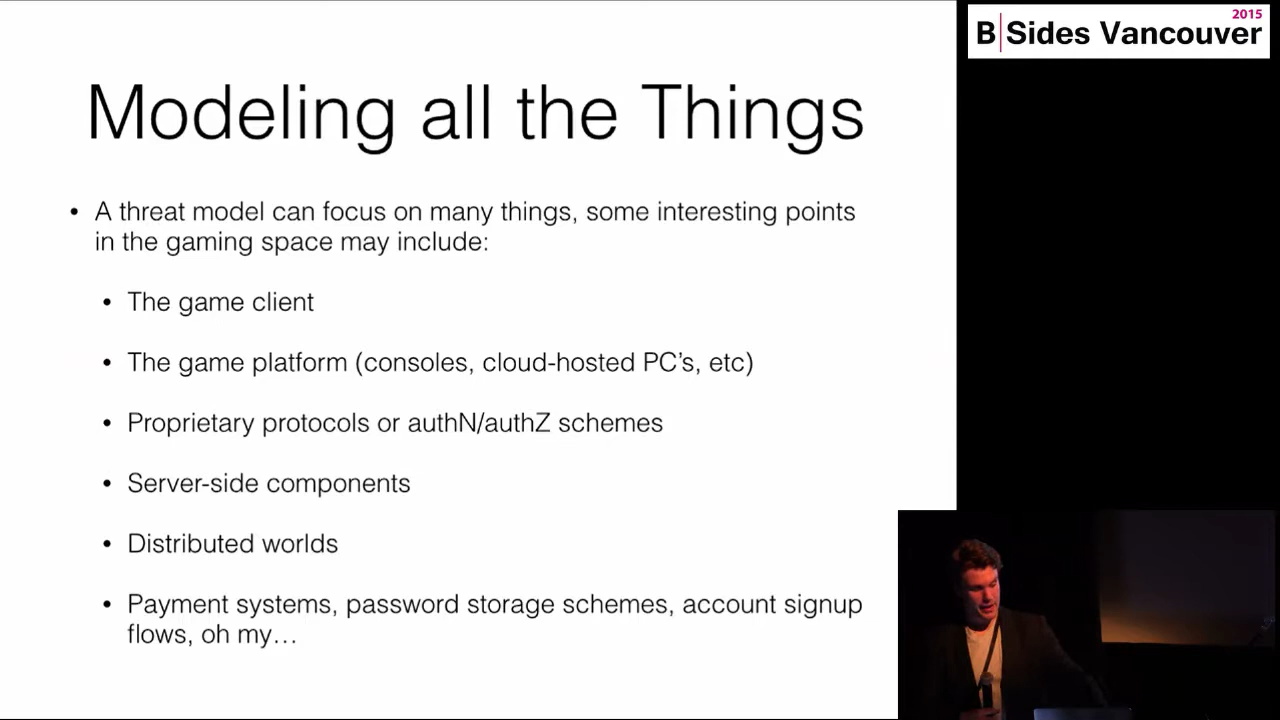 2015
B Sides Vancouver
Modeling all the Things
• A threat model can focus on many things, some interesting points
in the gaming space may include:
• The game client
• The game platform (consoles, cloud-hosted PC’s, etc)
• Proprietary protocols or authN/authZ schemes
• Server-side components
• Distributed worlds
• Payment systems, password storage schemes, account signup
flows, oh my…